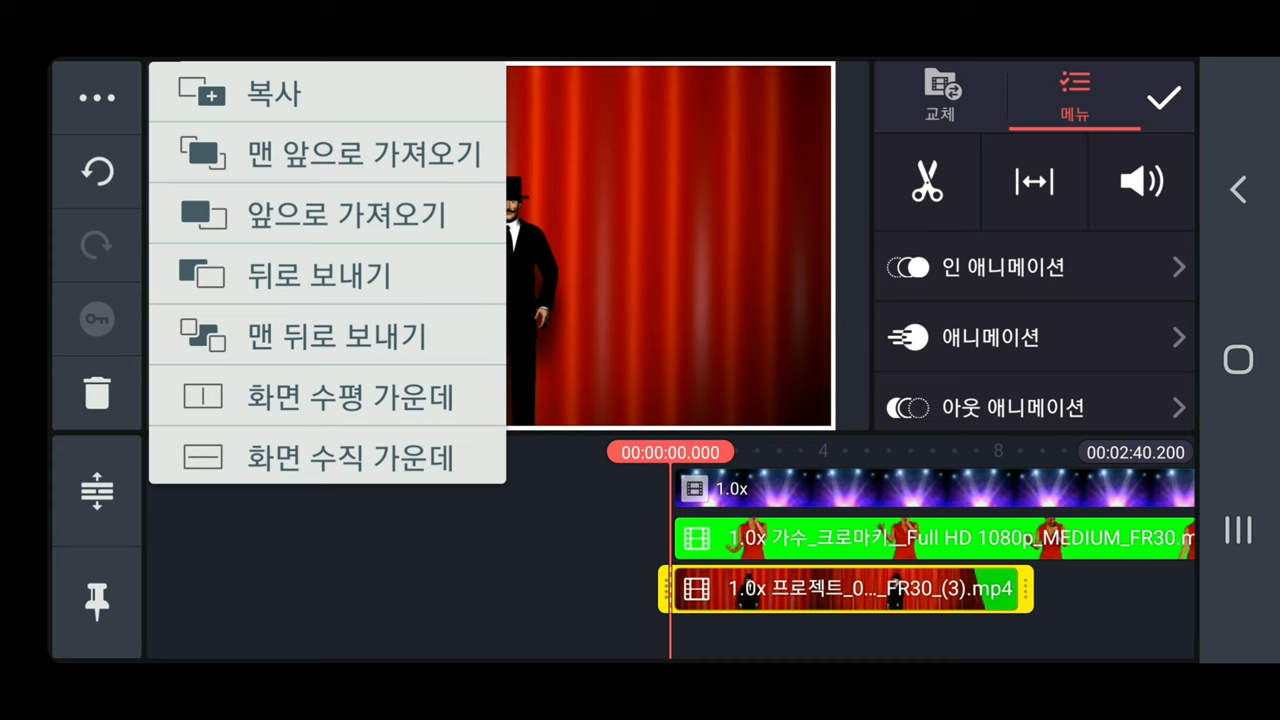 복사
맨 앞으로 가져오기
앞으로 가져오기
뒤로 보내기
맨 뒤로 보내기
화면 수평 가운데
화면 수직 가운데
교체
메뉴
인 애니메이션
애니메이션
아웃 애니메이션
00:00:00.000
4
8
00:02:40.200
1.0x
1.0x 가수_크로마키__Full HD 1080p_MEDIUM_FR30.m
1.0x 프로젝트_0..._FR30_(3).mp4